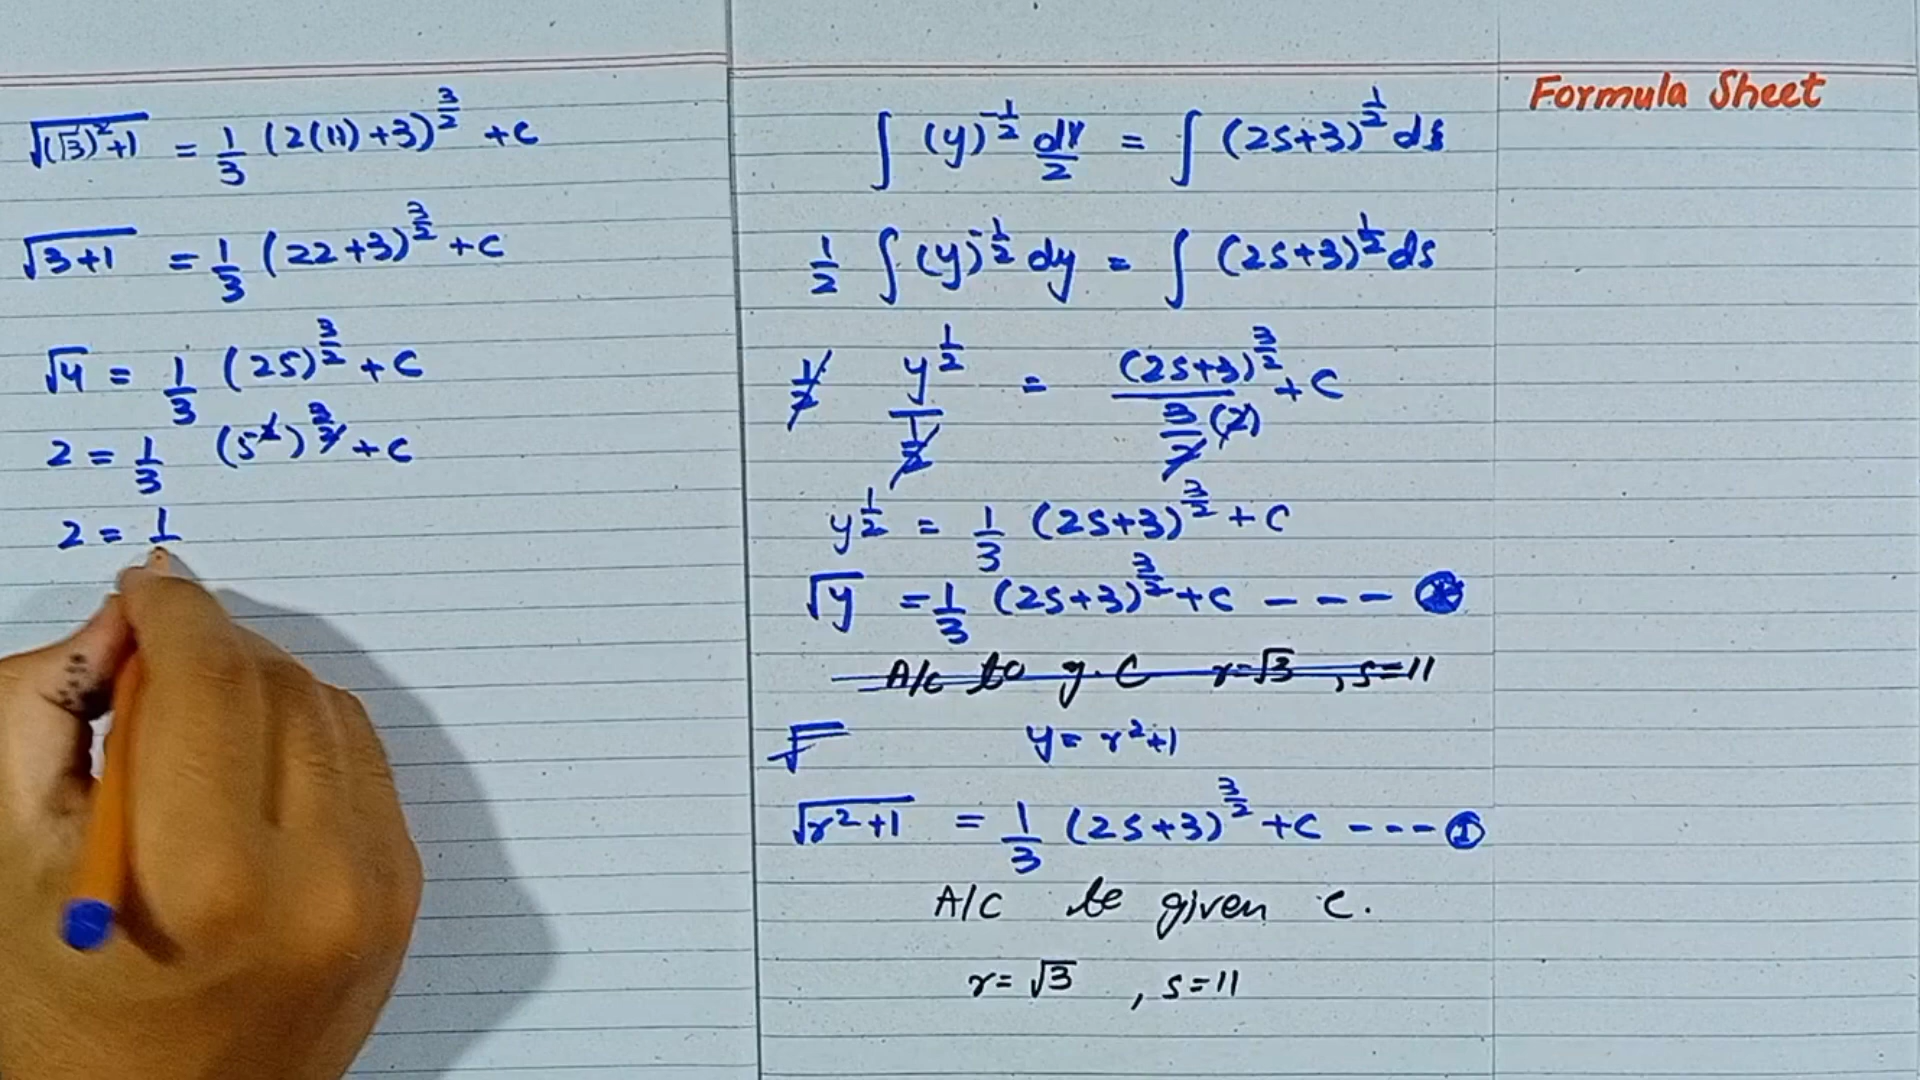 √((√3)²+1) = 1/3 (2(11)+3)^(3/2) +c
√(3+1) = 1/3 (22+3)^(3/2) +c
√4 = 1/3 (25)^(3/2) +c
2 = 1/3 (5²)^(3/2) +c
2 = 1
∫ (y)^(-1/2) dy/2 = ∫ (2s+3)^(1/2) ds
1/2 ∫ (y)^(-1/2) dy = ∫ (2s+3)^(1/2) ds
1/2 y^(1/2)/(1/2) = (2s+3)^(3/2)/(3/2 (2)) +c
y^(1/2) = 1/3 (2s+3)^(3/2) +c
√y = 1/3 (2s+3)^(3/2) +c ---
A/c to g.C r=√3 , s=11
√ y= r²+1
√(r²+1) = 1/3 (2s+3)^(3/2) +c --- ①
A/C to given c.
r= √3 , s=11
Formula Sheet